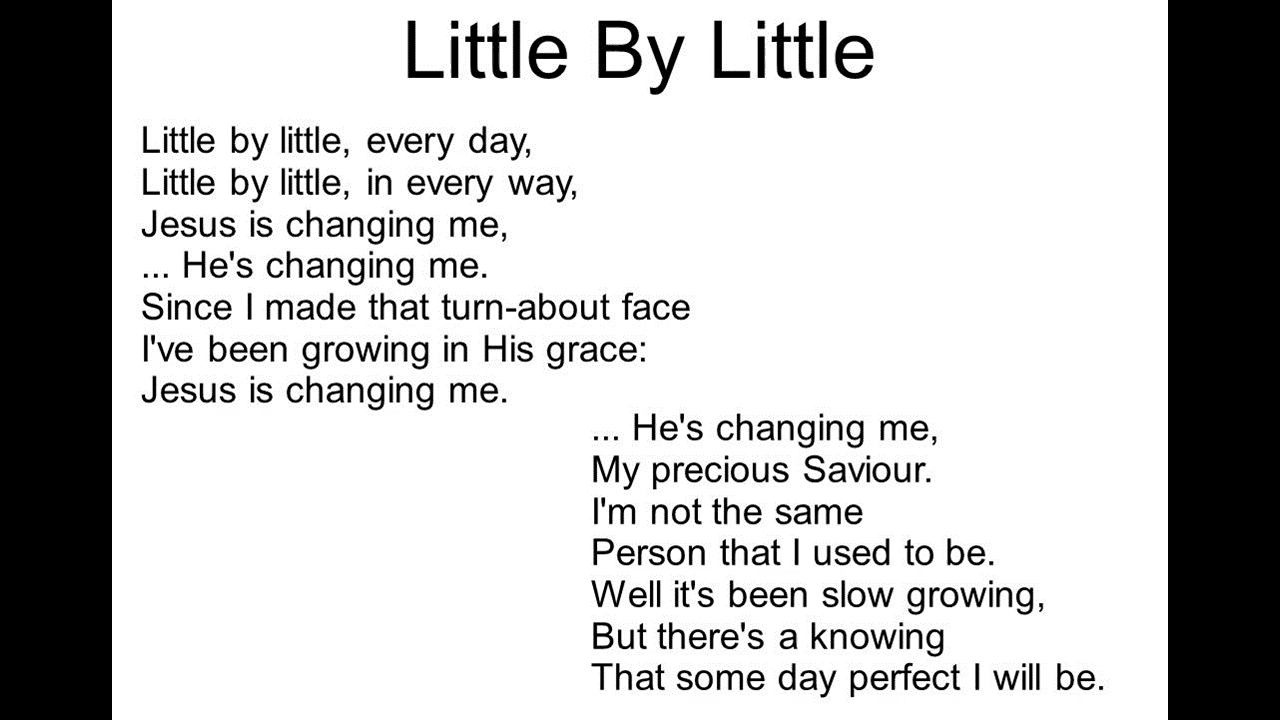 Little By Little
Little by little, every day,
Little by little, in every way,
Jesus is changing me,
... He's changing me.
Since I made that turn-about face
I've been growing in His grace:
Jesus is changing me.
... He's changing me,
My precious Saviour.
I'm not the same
Person that I used to be.
Well it's been slow growing,
But there's a knowing
That some day perfect I will be.